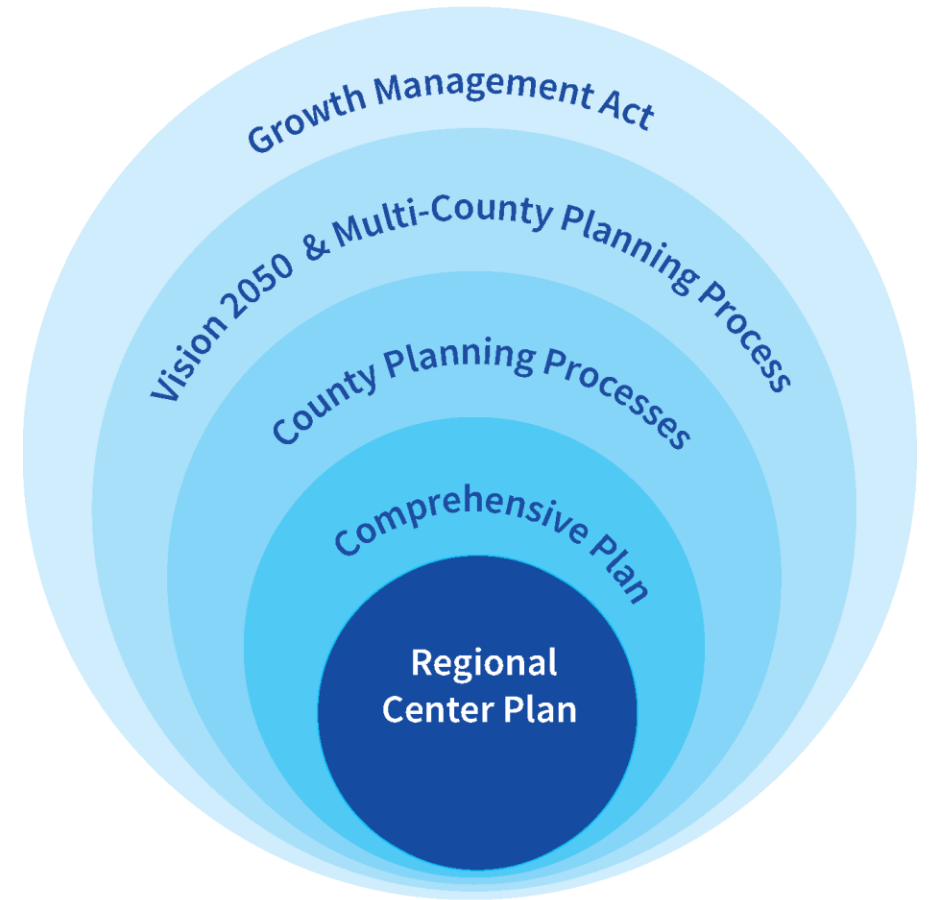 Growth Management Act
Vision 2050 & Multi-County Planning Process
County Planning Processes
Comprehensive Plan
Regional
Center Plan